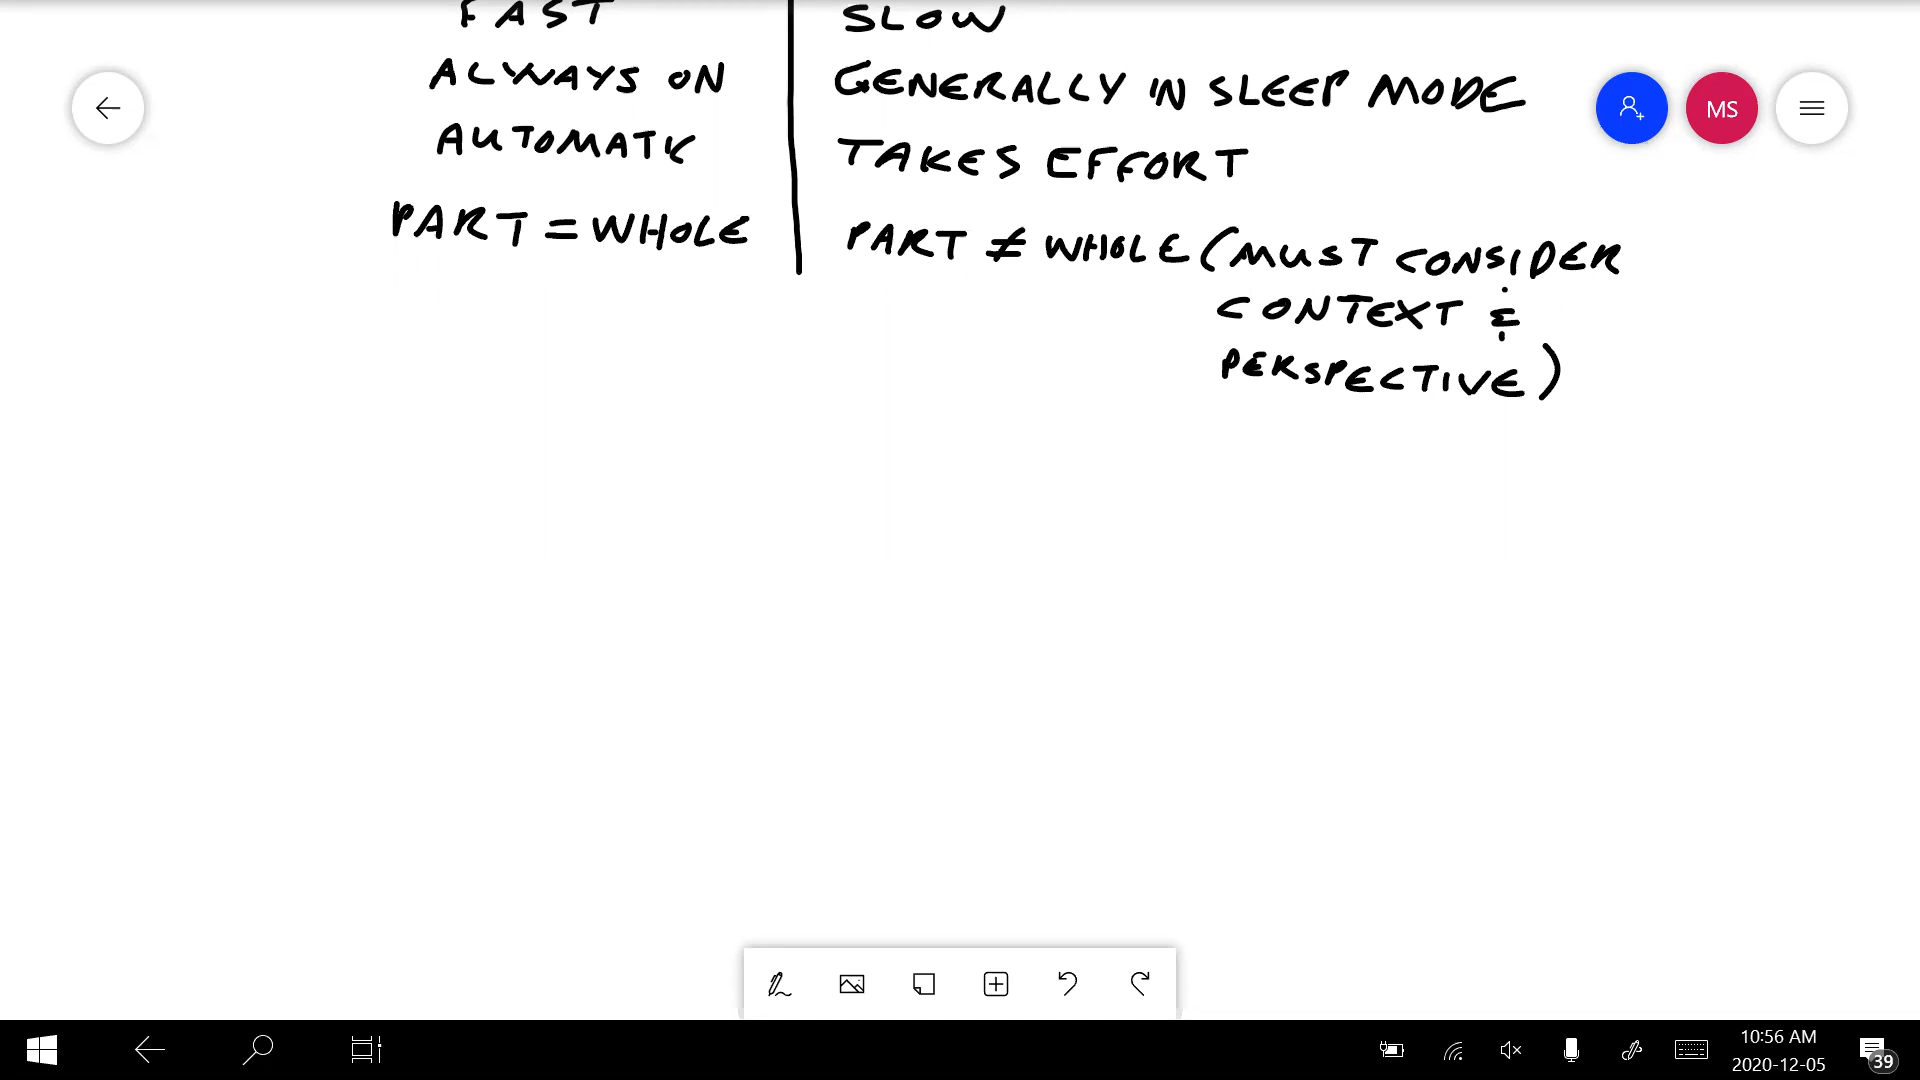 FAST
SLOW
ALWAYS ON
GENERALLY IN SLEEP MODE
AUTOMATIC
TAKES EFFORT
PART = WHOLE
PART ≠ WHOLE (MUST CONSIDER
CONTEXT &
PERSPECTIVE)
MS
10:56 AM
2020-12-05
39